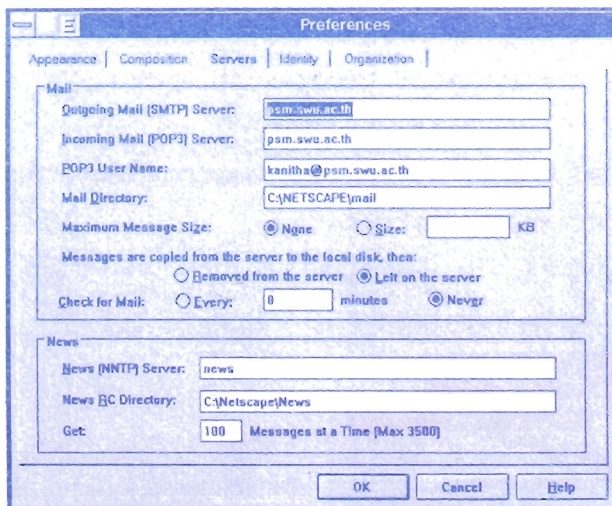 Preferences
Appearance | Composition Servers | Identity | Organization |
Mail
Outgoing Mail (SMTP) Server: psm.swu.ac.th
Incoming Mail (POP3) Server: psm.swu.ac.th
POP3 User Name: kanitha@psm.swu.ac.th
Mail Directory: C:\NETSCAPE\mail
Maximum Message Size: None Size: KB
Messages are copied from the server to the local disk, then:
Removed from the server Left on the server
Check for Mail: Every: 0 minutes Never
News
News (NNTP) Server: news
News RC Directory: C:\Netscape\News
Get: 100 Messages at a Time (Max 3500)
OK Cancel Help